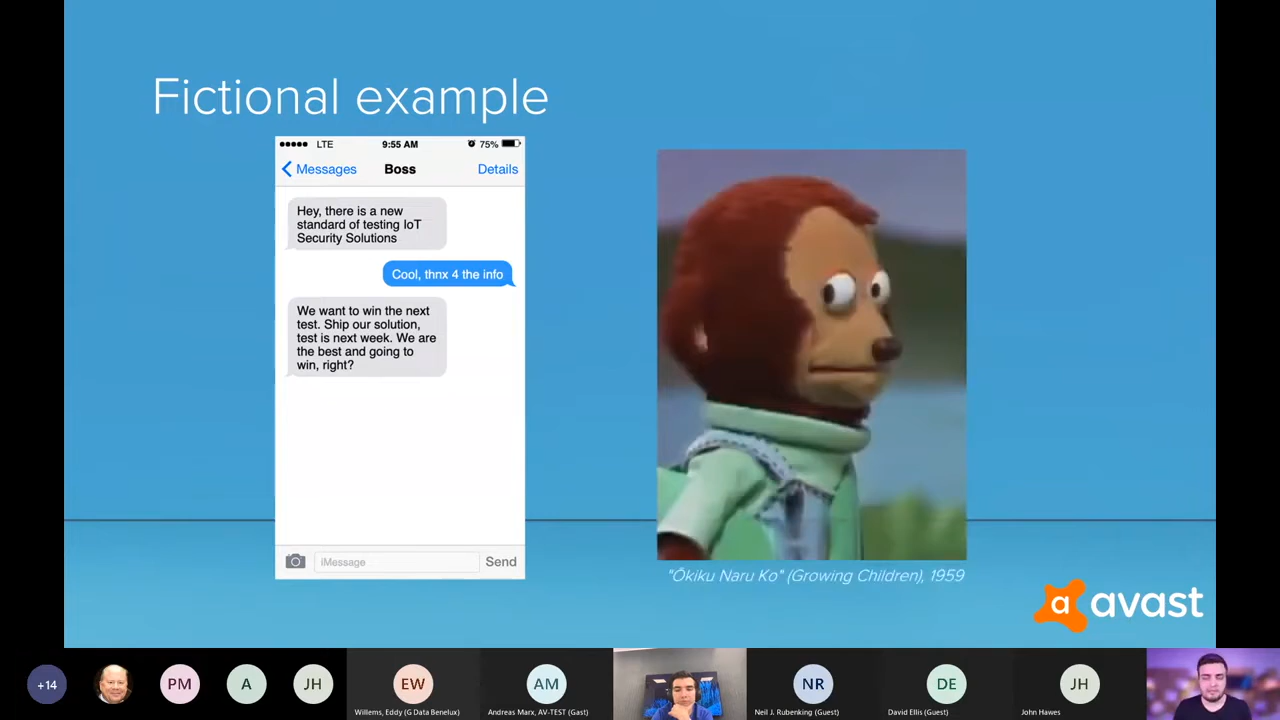 Fictional example
LTE
9:55 AM
75%
Messages
Boss
Details
Hey, there is a new
standard of testing IoT
Security Solutions
Cool, thnx 4 the info
We want to win the next
test. Ship our solution,
test is next week. We are
the best and going to
win, right?
iMessage
Send
"Ōkiku Naru Ko" (Growing Children), 1959
a avast
+14
PM
A
JH
EW
Willems, Eddy (G Data Benelux)
AM
Andreas Marx, AV-TEST (Gast)
NR
Neil J. Rubenking (Guest)
DE
David Ellis (Guest)
JH
John Hawes